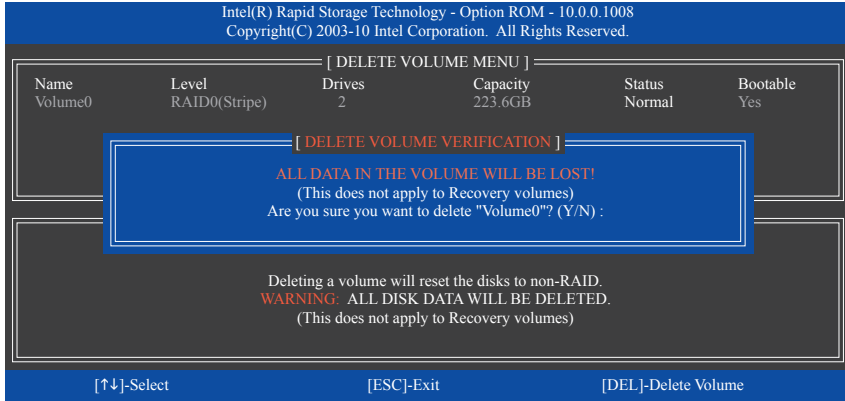 Intel(R) Rapid Storage Technology - Option ROM - 10.0.0.1008
Copyright(C) 2003-10 Intel Corporation. All Rights Reserved.
[ DELETE VOLUME MENU ]
Name Level Drives Capacity Status Bootable
Volume0 RAID0(Stripe) 2 223.6GB Normal Yes
[ DELETE VOLUME VERIFICATION ]
ALL DATA IN THE VOLUME WILL BE LOST!
(This does not apply to Recovery volumes)
Are you sure you want to delete "Volume0"? (Y/N) :
Deleting a volume will reset the disks to non-RAID.
WARNING: ALL DISK DATA WILL BE DELETED.
(This does not apply to Recovery volumes)
[↑↓]-Select [ESC]-Exit [DEL]-Delete Volume